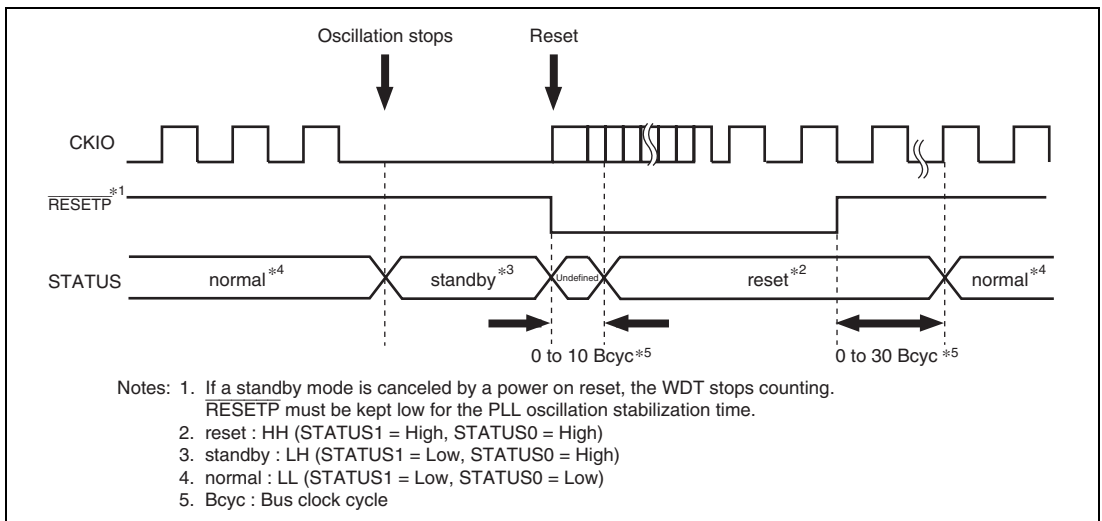 Oscillation stops Reset
CKIO
RESETP*1
STATUS normal*4 standby*3 Undefined reset*2 normal*4
0 to 10 Bcyc*5 0 to 30 Bcyc *5
Notes: 1. If a standby mode is canceled by a power on reset, the WDT stops counting.
RESETP must be kept low for the PLL oscillation stabilization time.
2. reset : HH (STATUS1 = High, STATUS0 = High)
3. standby : LH (STATUS1 = Low, STATUS0 = High)
4. normal : LL (STATUS1 = Low, STATUS0 = Low)
5. Bcyc : Bus clock cycle